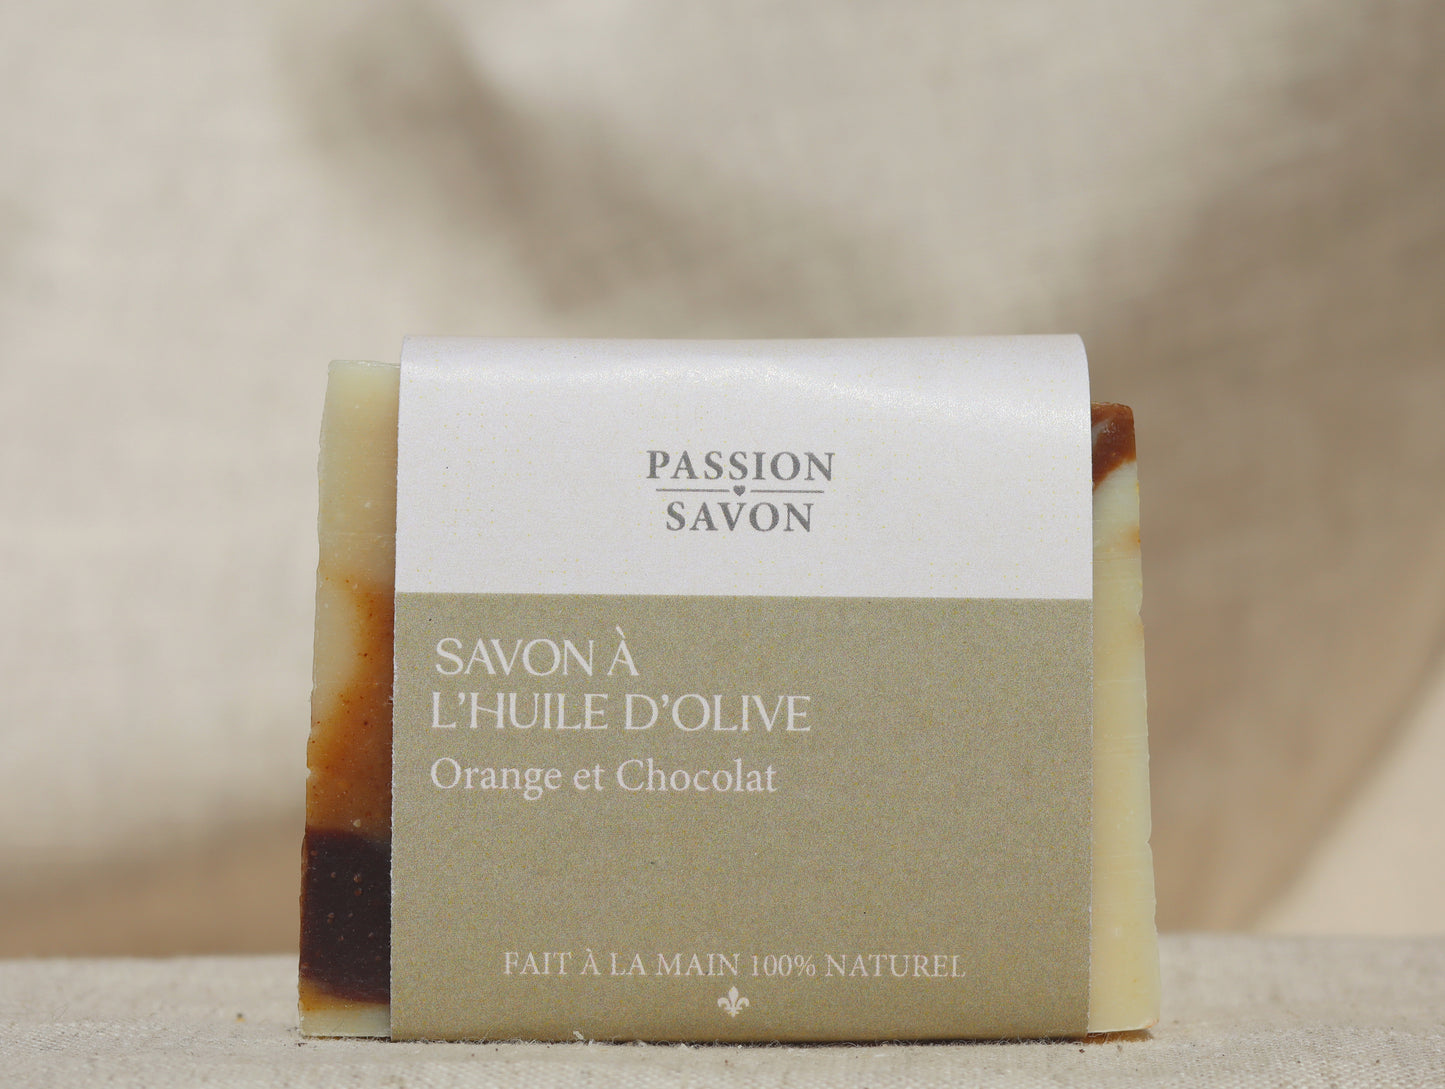 PASSION
SAVON
SAVON À
L'HUILE D'OLIVE
Orange et Chocolat
FAIT À LA MAIN 100% NATUREL